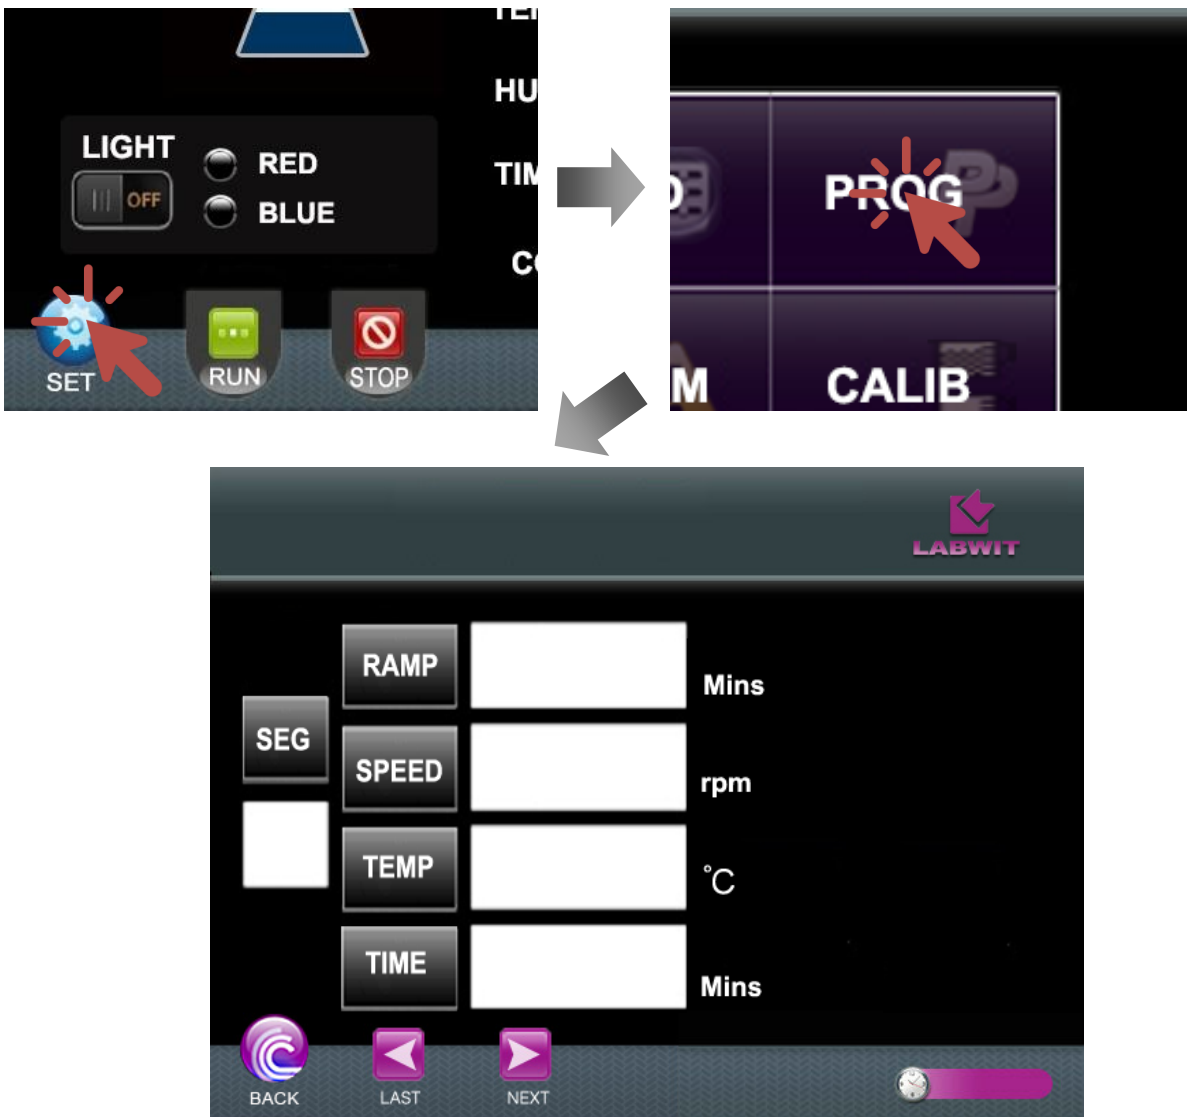 LIGHT
OFF
RED
BLUE
HU
TIM
SET
RUN
STOP
PROG
M
CALIB
LABWIT
RAMP
Mins
SEG
SPEED
rpm
TEMP
°C
TIME
Mins
BACK
LAST
NEXT